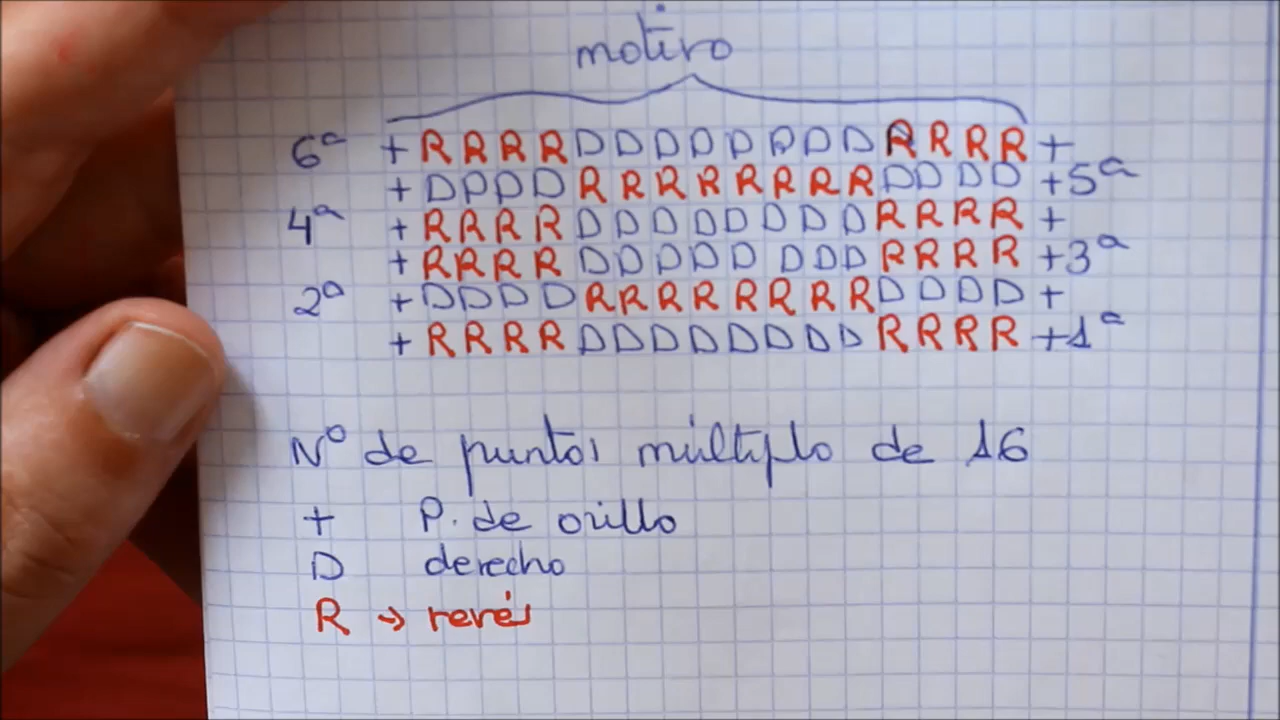 motivo
6ª + R R R R D D D D D D D D R R R R +
+ D D D D R R R R R R R R D D D D + 5ª
4ª + R R R R D D D D D D D D R R R R +
+ R R R R D D D D D D D D R R R R + 3ª
2ª + D D D D R R R R R R R R D D D D +
+ R R R R D D D D D D D D R R R R + 1ª
Nº de puntos múltiplo de 16
+ P. de orillo
D derecho
R → revés